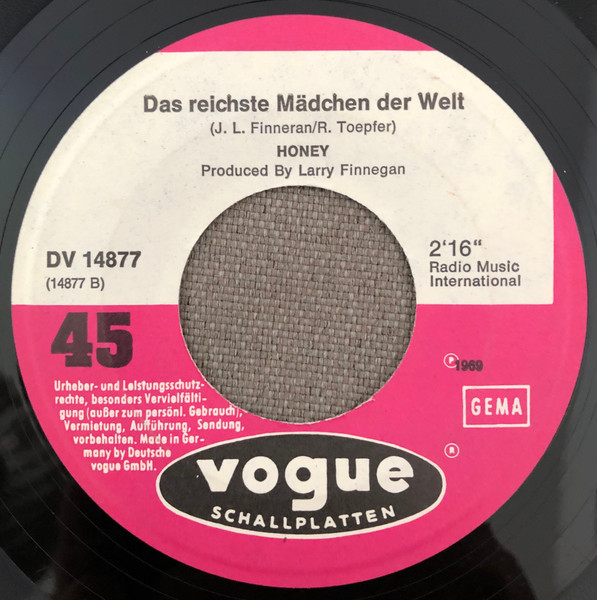 Das reichste Mädchen der Welt
(J. L. Finneran/R. Toepfer)
HONEY
Produced By Larry Finnegan
DV 14877
(14877 B)
2'16"
Radio Music
International
45
℗1969
GEMA
Urheber- und Leistungsschutz-
rechte, besonders Vervielfälti-
gung (außer zum persönl. Gebrauch),
Vermietung, Aufführung, Sendung,
vorbehalten. Made in Ger-
many by Deutsche
vogue GmbH.
®
vogue
SCHALLPLATTEN